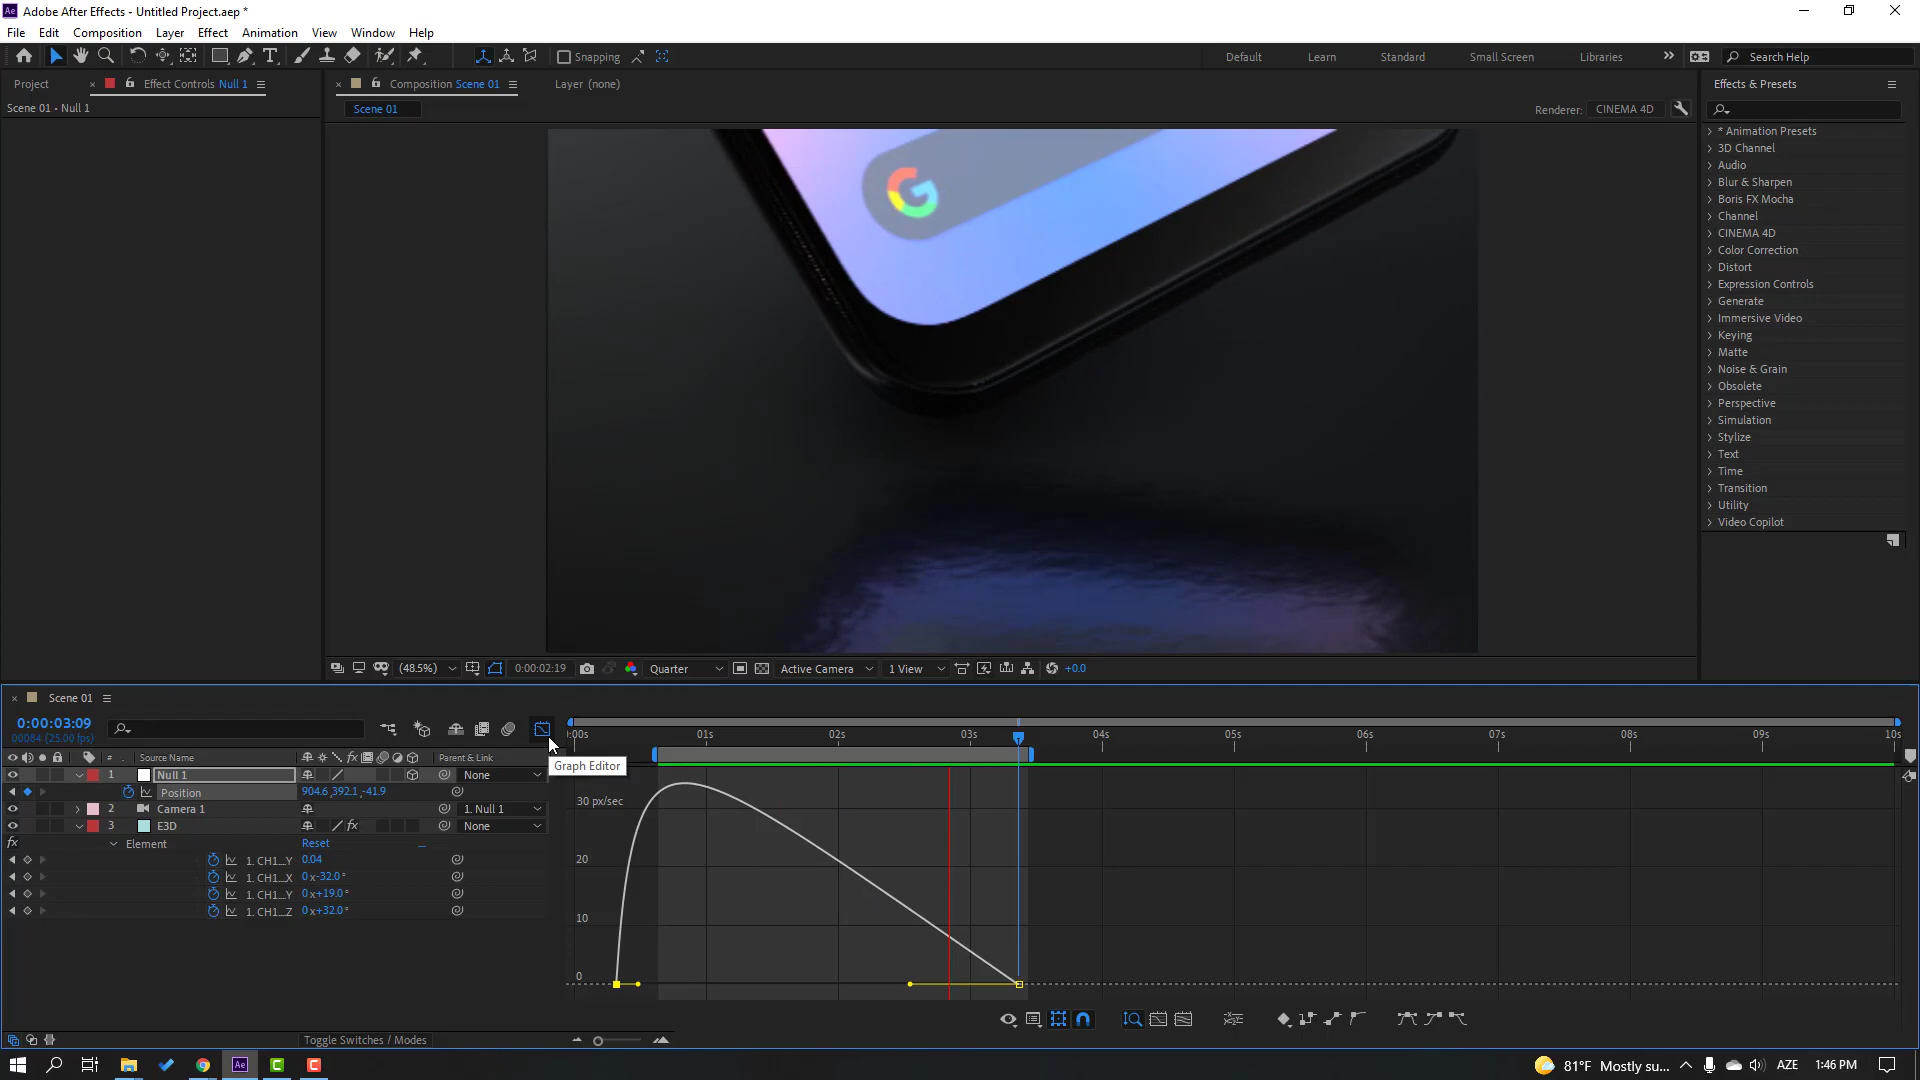 Adobe After Effects - Untitled Project.aep *
File Edit Composition Layer Effect Animation View Window Help
Snapping Default Learn Standard Small Screen Libraries Search Help
Project Effect Controls Null 1 Composition Scene 01 Layer (none) Effects & Presets
Scene 01 • Null 1
Scene 01
Renderer: CINEMA 4D
* Animation Presets
3D Channel
Audio
Blur & Sharpen
Boris FX Mocha
Channel
CINEMA 4D
Color Correction
Distort
Expression Controls
Generate
Immersive Video
Keying
Matte
Noise & Grain
Obsolete
Perspective
Simulation
Stylize
Text
Time
Transition
Utility
Video Copilot
(48.5%) 0:00:02:19 Quarter Active Camera 1 View +0.0
Scene 01
0:00:03:09
00084 (25.00 fps)
:00s 01s 02s 03s 04s 05s 06s 07s 08s 09s 10s
# Source Name Parent & Link
1 Null 1 None
Graph Editor
Position 904.6,392.1,-41.9
2 Camera 1 1. Null 1
3 E3D None
fx Element Reset
1. CH1...Y 0.04
1. CH1...X 0x-32.0°
1. CH1...Y 0x+19.0°
1. CH1...Z 0x+32.0°
30 px/sec
20
10
0
Toggle Switches / Modes
81°F Mostly su... AZE 1:46 PM